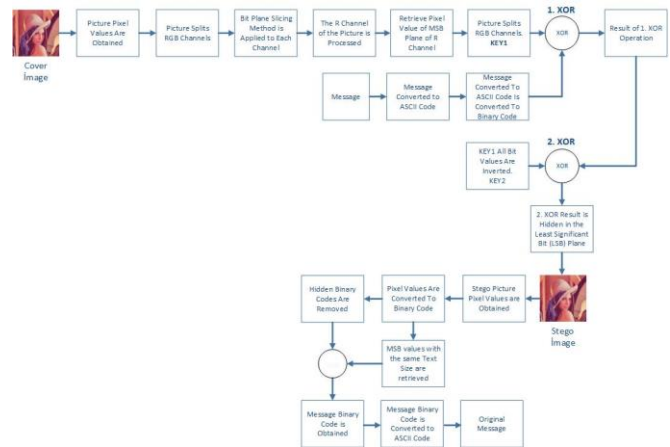 Picture Pixel
Values Are
Obtained
Picture Splits
RGB Channels
Bit Plane Slicing
Method is
Applied to Each
Channel
The R Channel
of the Picture is
Processed
Retrieve Pixel
Value of MSB
Plane of R
Channel
Picture Splits
RGB Channels.
KEY1
1. XOR
XOR
Result of 1. XOR
Operation
Cover
İmage
Message
Message
Converted to
ASCII Code
Message
Converted To
ASCII Code is
Converted To
Binary Code
2. XOR
KEY1 All Bit
Values Are
Inverted.
KEY2
XOR
2. XOR Result is
Hidden in the
Least Significant
Bit (LSB) Plane
Hidden Binary
Codes Are
Removed
Pixel Values Are
Converted To
Binary Code
Stego Picture
Pixel Values are
Obtained
Stego
İmage
MSB values with
the same Text
Size are
retrieved
Message Binary
Code is
Obtained
Message Binary
Code is
Converted to
ASCII Code
Original
Message